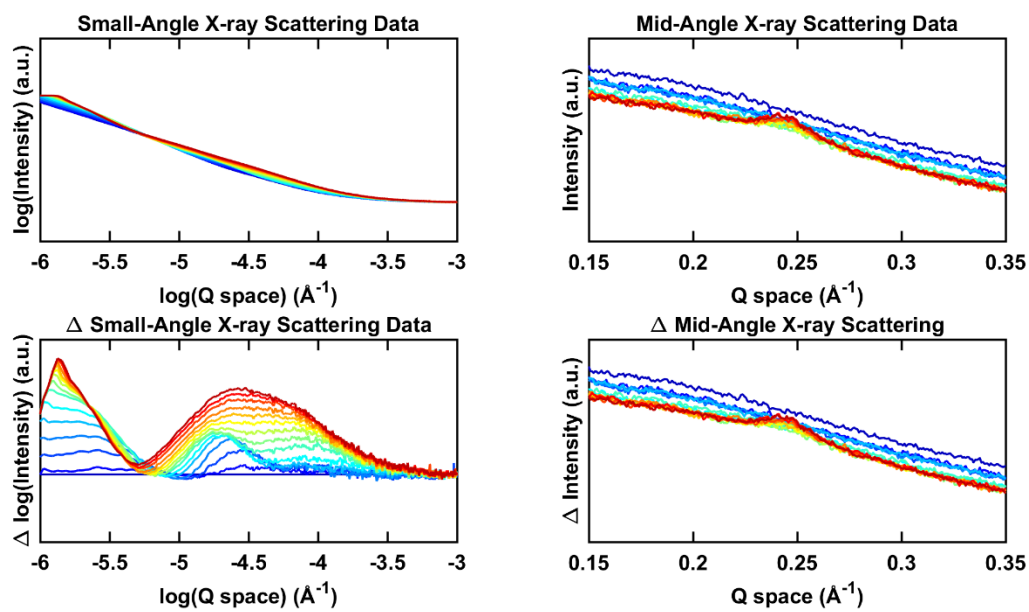 Small-Angle X-ray Scattering Data
log(Intensity) (a.u.)
-6 -5.5 -5 -4.5 -4 -3.5 -3
log(Q space) (Å⁻¹)
Mid-Angle X-ray Scattering Data
Intensity (a.u.)
0.15 0.2 0.25 0.3 0.35
Q space (Å⁻¹)
Δ Small-Angle X-ray Scattering Data
Δ log(Intensity) (a.u.)
-6 -5.5 -5 -4.5 -4 -3.5 -3
log(Q space) (Å⁻¹)
Δ Mid-Angle X-ray Scattering
Δ Intensity (a.u.)
0.15 0.2 0.25 0.3 0.35
Q space (Å⁻¹)